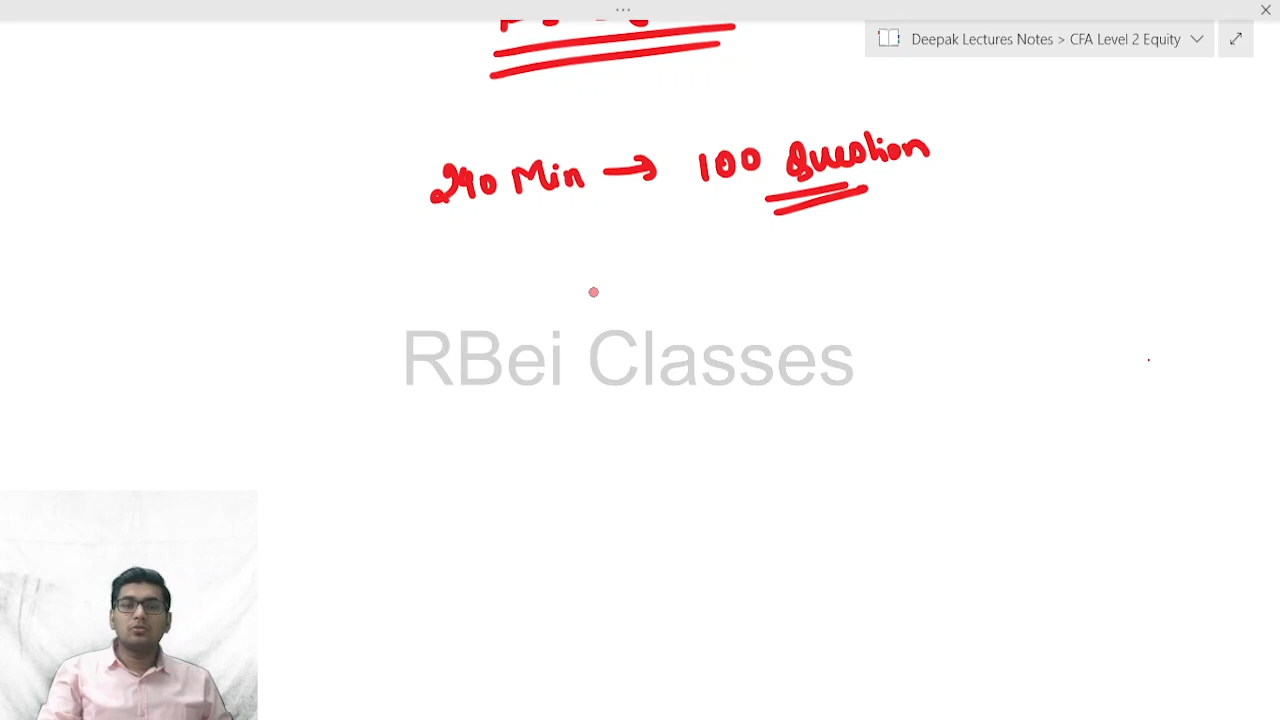 Deepak Lectures Notes > CFA Level 2 Equity
240 Min → 100 Question
RBei Classes